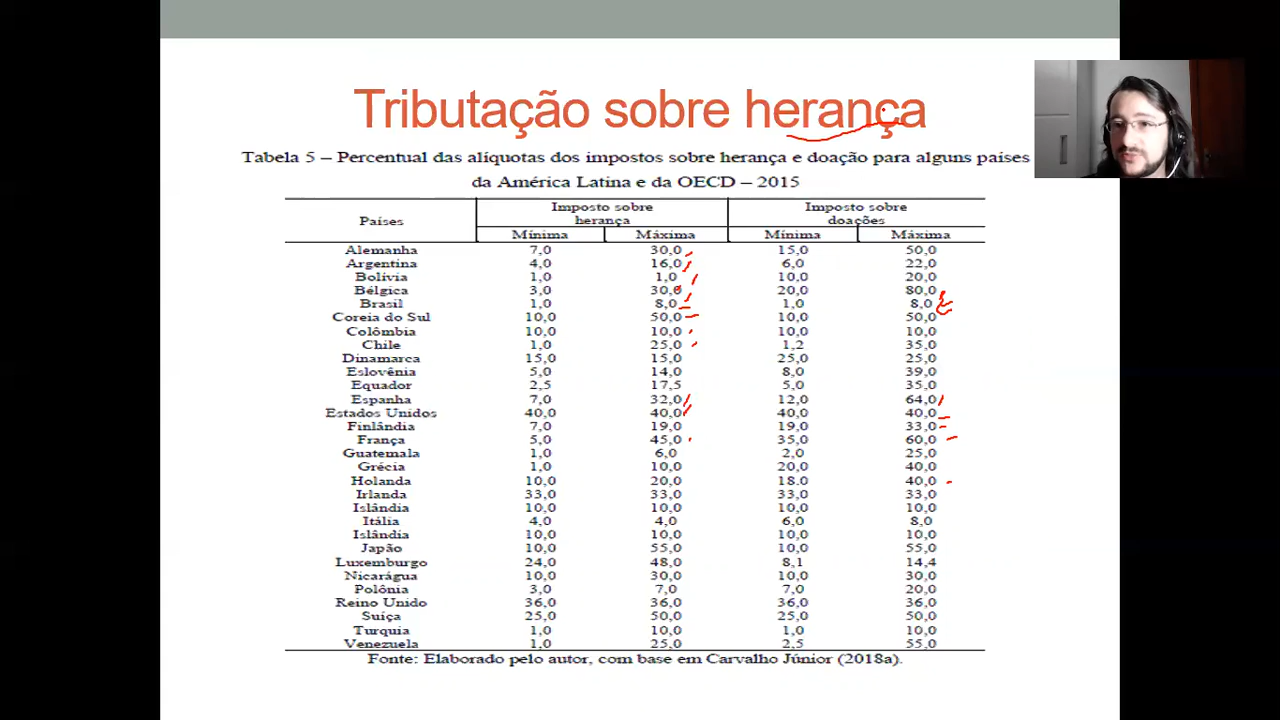 Tributação sobre herança
Tabela 5 – Percentual das alíquotas dos impostos sobre herança e doação para alguns países
da América Latina e da OECD – 2015
Países Imposto sobre herança Imposto sobre doações
Mínima Máxima Mínima Máxima
Alemanha 7,0 30,0 15,0 50,0
Argentina 4,0 16,0 6,0 22,0
Bolívia 1,0 1,0 10,0 20,0
Bélgica 3,0 30,0 20,0 80,0
Brasil 1,0 8,0 1,0 8,0
Coreia do Sul 10,0 50,0 10,0 50,0
Colômbia 10,0 10,0 10,0 10,0
Chile 1,0 25,0 1,2 35,0
Dinamarca 15,0 15,0 25,0 25,0
Eslovênia 5,0 14,0 8,0 39,0
Equador 2,5 17,5 5,0 35,0
Espanha 7,0 32,0 12,0 64,0
Estados Unidos 40,0 40,0 40,0 40,0
Finlândia 7,0 19,0 19,0 33,0
França 5,0 45,0 35,0 60,0
Guatemala 1,0 6,0 2,0 25,0
Grécia 1,0 10,0 20,0 40,0
Holanda 10,0 20,0 18.0 40,0
Irlanda 33,0 33,0 33,0 33,0
Islândia 10,0 10,0 10,0 10,0
Itália 4,0 4,0 6,0 8,0
Islândia 10,0 10,0 10,0 10,0
Japão 10,0 55,0 10,0 55,0
Luxemburgo 24,0 48,0 8,1 14,4
Nicarágua 10,0 30,0 10,0 30,0
Polônia 3,0 7,0 7,0 20,0
Reino Unido 36,0 36,0 36,0 36,0
Suíça 25,0 50,0 25,0 50,0
Turquia 1,0 10,0 1,0 10,0
Venezuela 1,0 25,0 2,5 55,0
Fonte: Elaborado pelo autor, com base em Carvalho Júnior (2018a).